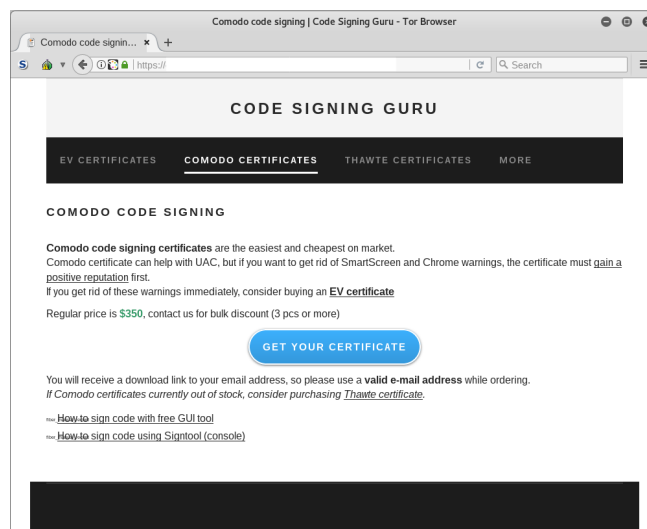 Comodo code signing | Code Signing Guru - Tor Browser
Comodo code signin... × +
S https:// Search
CODE SIGNING GURU
EV CERTIFICATES COMODO CERTIFICATES THAWTE CERTIFICATES MORE
COMODO CODE SIGNING
Comodo code signing certificates are the easiest and cheapest on market.
Comodo certificate can help with UAC, but if you want to get rid of SmartScreen and Chrome warnings, the certificate must gain a
positive reputation first.
If you get rid of these warnings immediately, consider buying an EV certificate
Regular price is $350, contact us for bulk discount (3 pcs or more)
GET YOUR CERTIFICATE
You will receive a download link to your email address, so please use a valid e-mail address while ordering.
If Comodo certificates currently out of stock, consider purchasing Thawte certificate.
How to sign code with free GUI tool
How to sign code using Signtool (console)